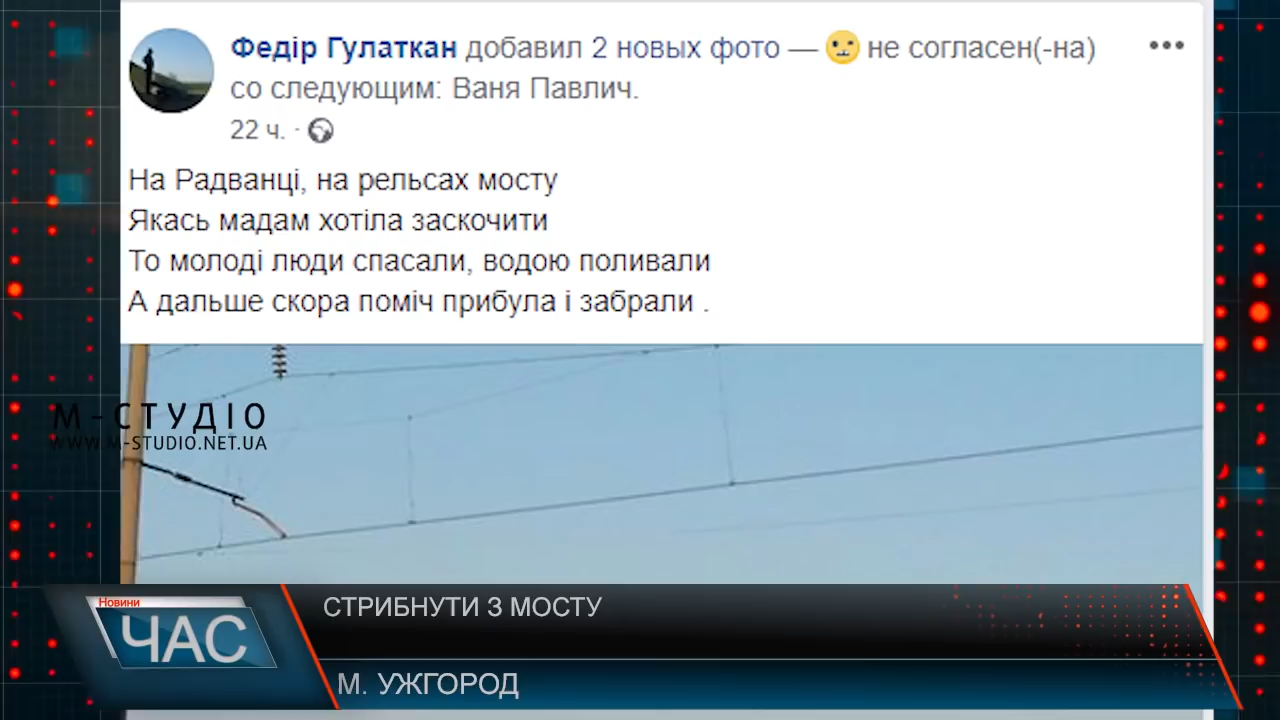 Федір Гулаткан добавил 2 новых фото — не согласен(-на)
со следующим: Ваня Павлич.
22 ч. ·
На Радванці, на рельсах мосту
Якась мадам хотіла заскочити
То молоді люди спасали, водою поливали
А дальше скора поміч прибула і забрали .
М-СТУДІО
WWW.M-STUDIO.NET.UA
Новини
ЧАС
СТРИБНУТИ З МОСТУ
М. УЖГОРОД